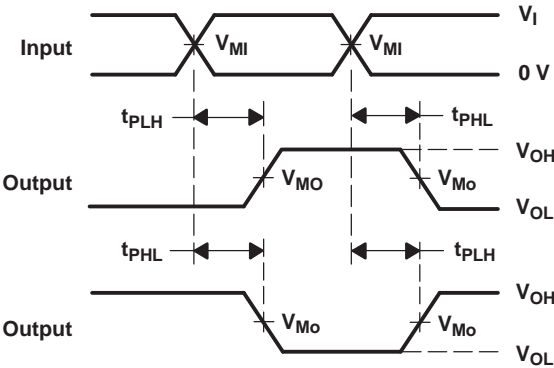 V_I
Input V_MI V_MI
0 V
t_PLH t_PHL
V_OH
Output V_MO V_Mo
V_OL
t_PHL t_PLH
V_OH
Output V_Mo V_Mo
V_OL